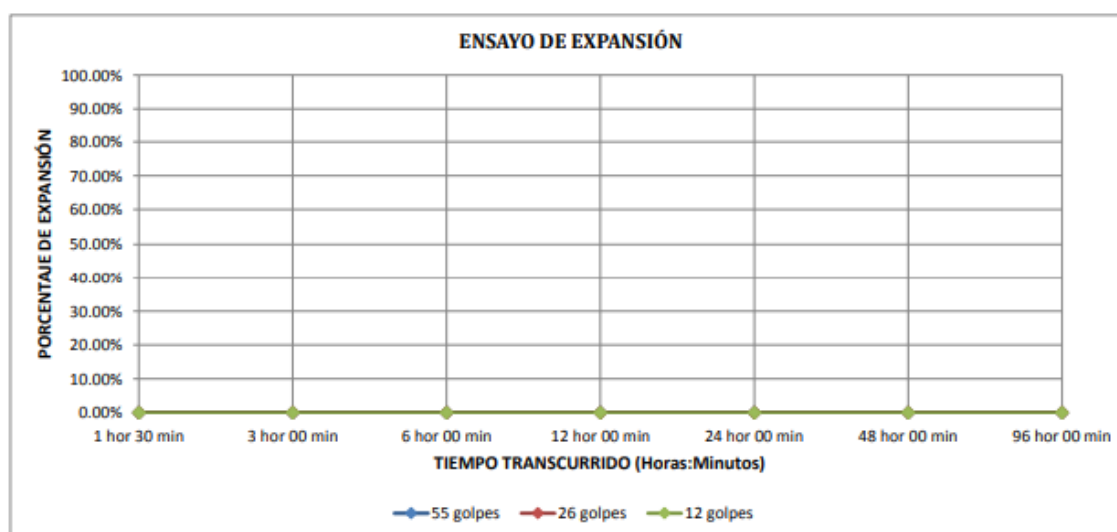 ENSAYO DE EXPANSIÓN
PORCENTAJE DE EXPANSIÓN
100.00%
90.00%
80.00%
70.00%
60.00%
50.00%
40.00%
30.00%
20.00%
10.00%
0.00%
1 hor 30 min 3 hor 00 min 6 hor 00 min 12 hor 00 min 24 hor 00 min 48 hor 00 min 96 hor 00 min
TIEMPO TRANSCURRIDO (Horas:Minutos)
55 golpes 26 golpes 12 golpes